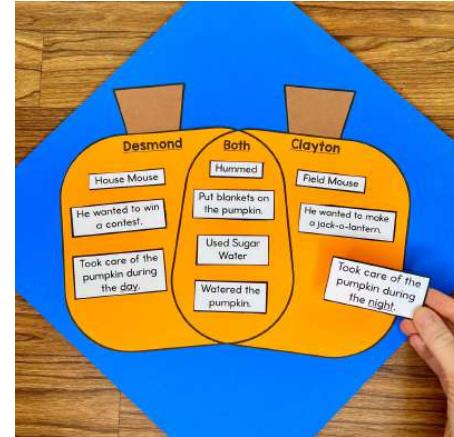 Desmond
Both
Clayton
House Mouse
He wanted to win
a contest.
Took care of the
pumpkin during
the day.
Hummed
Put blankets on
the pumpkin.
Used Sugar
Water
Watered the
pumpkin.
Field Mouse
He wanted to make
a jack-o-lantern.
Took care of the
pumpkin during
the night.